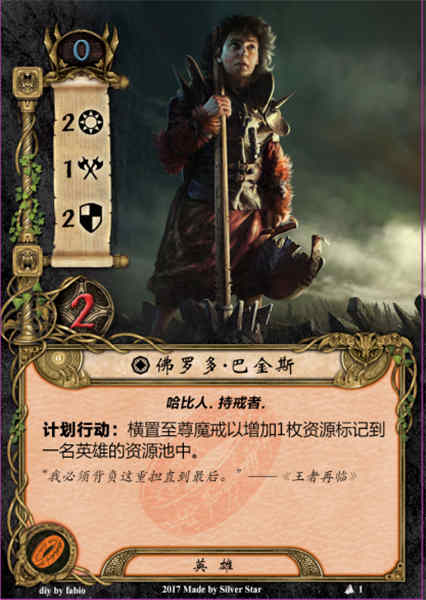 0
2
1
2
2
佛罗多·巴金斯
哈比人. 持戒者.
计划行动：横置至尊魔戒以增加1枚资源标记到
一名英雄的资源池中。
“我必须背负这重担直到最后。” ——《王者再临》
英 雄
diy by fabio
2017 Made by Silver Star
1